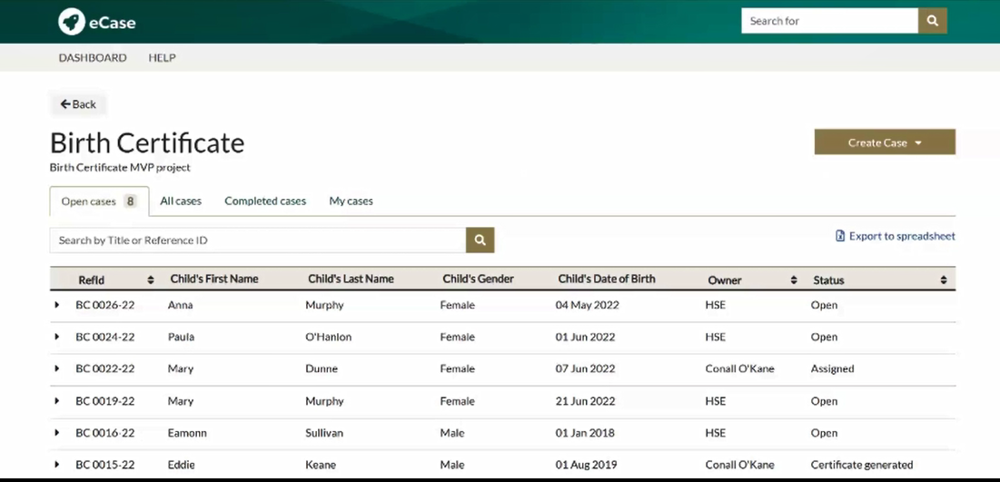 eCase
Search for
DASHBOARD HELP
Back
Birth Certificate
Create Case
Birth Certificate MVP project
Open cases 8 All cases Completed cases My cases
Search by Title or Reference ID
Export to spreadsheet
RefId Child's First Name Child's Last Name Child's Gender Child's Date of Birth Owner Status
BC 0026-22 Anna Murphy Female 04 May 2022 HSE Open
BC 0024-22 Paula O'Hanlon Female 01 Jun 2022 HSE Open
BC 0022-22 Mary Dunne Female 07 Jun 2022 Conall O'Kane Assigned
BC 0019-22 Mary Murphy Female 21 Jun 2022 HSE Open
BC 0016-22 Eamonn Sullivan Male 01 Jan 2018 HSE Open
BC 0015-22 Eddie Keane Male 01 Aug 2019 Conall O'Kane Certificate generated